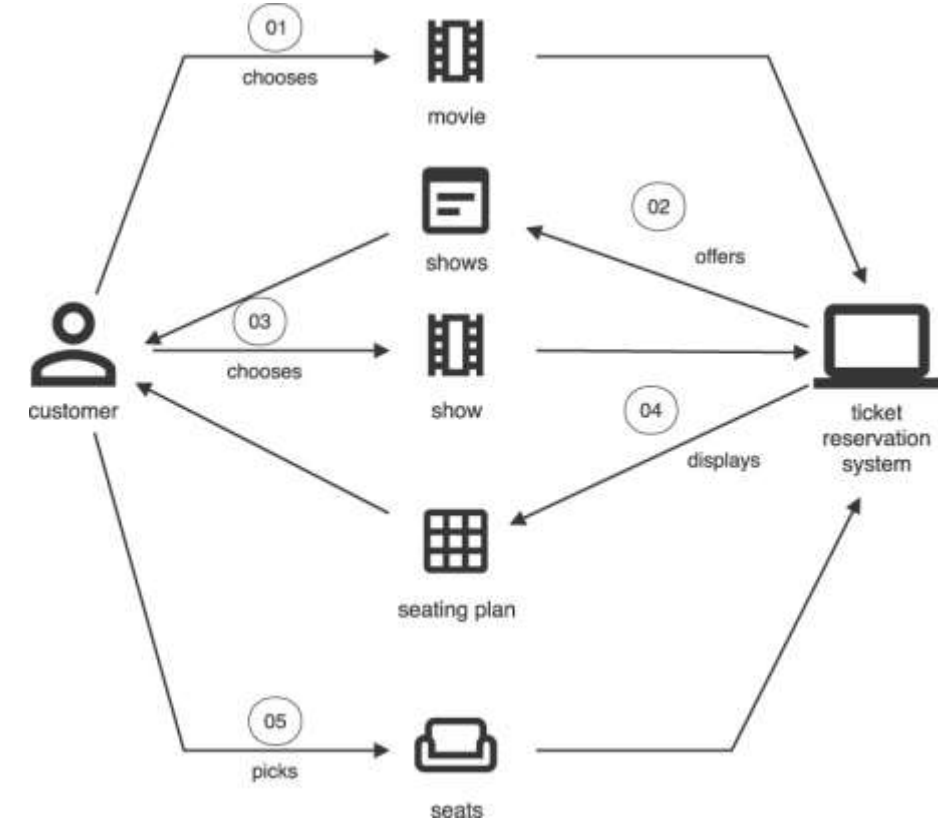 01
chooses
movie
02
offers
shows
03
chooses
customer
show
04
displays
ticket
reservation
system
seating plan
05
picks
seats